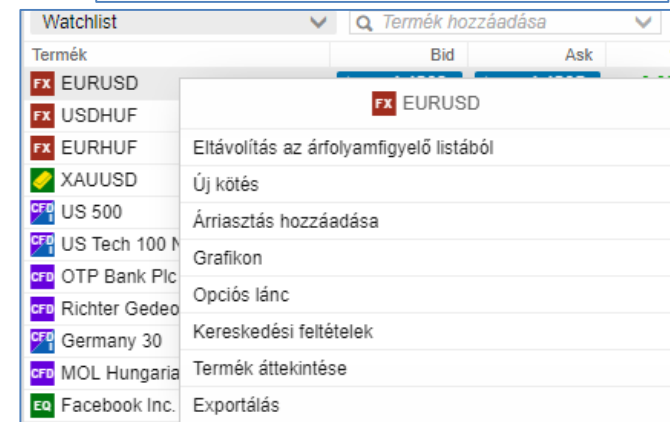 Watchlist Termék hozzáadása
Termék Bid Ask
FX EURUSD
FX EURUSD
FX USDHUF
Eltávolítás az árfolyamfigyelő listából
FX EURHUF
Új kötés
XAUUSD
Árriasztás hozzáadása
CFD I US 500
Grafikon
CFD I US Tech 100 N
Opciós lánc
CFD OTP Bank Plc
Kereskedési feltételek
CFD Richter Gedeo
Termék áttekintése
CFD I Germany 30
Exportálás
CFD MOL Hungaria
EQ Facebook Inc.